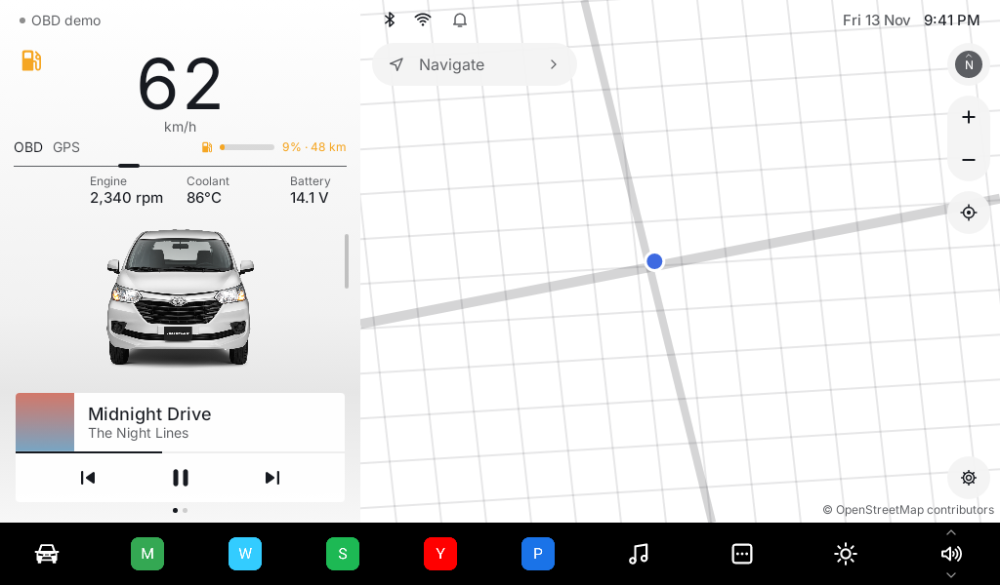 OBD demo
62
km/h
OBD GPS
9% · 48 km
Engine
2,340 rpm
Coolant
86°C
Battery
14.1 V
Midnight Drive
The Night Lines
Fri 13 Nov 9:41 PM
Navigate
N
© OpenStreetMap contributors
M
W
S
Y
P